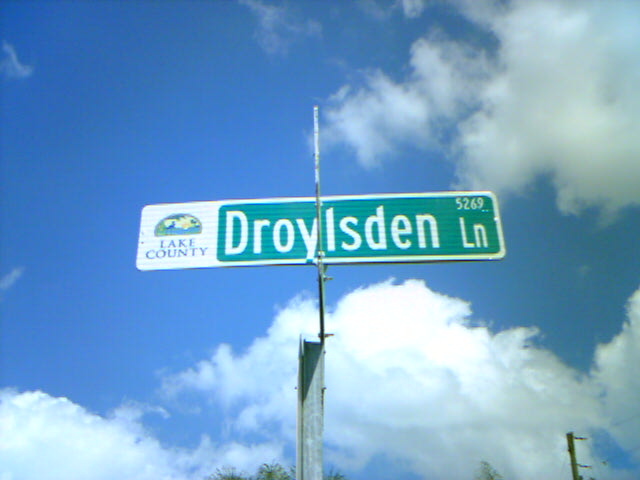 LAKE
COUNTY
Droylsden Ln
5269